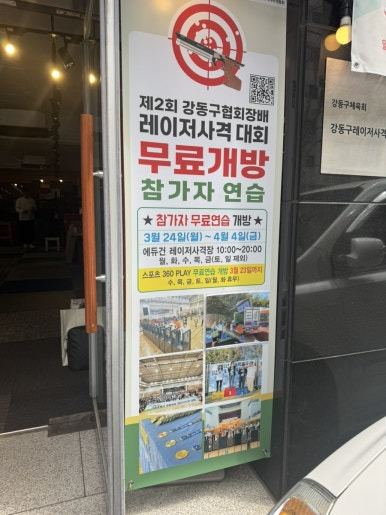 제2회 강동구협회장배
레이저사격 대회
무료개방
참가자 연습
★ 참가자 무료연습 개방 ★
3월 24일(월) ~ 4월 4일(금)
에듀건 레이저사격장 10:00~20:00
월, 화, 수, 목, 금(토, 일 제외)
스포츠 360 PLAY 무료연습 개방 3월 23일까지
수, 목, 금, 토, 일(월, 화 휴무)
강동구체육회
강동구레이저사격